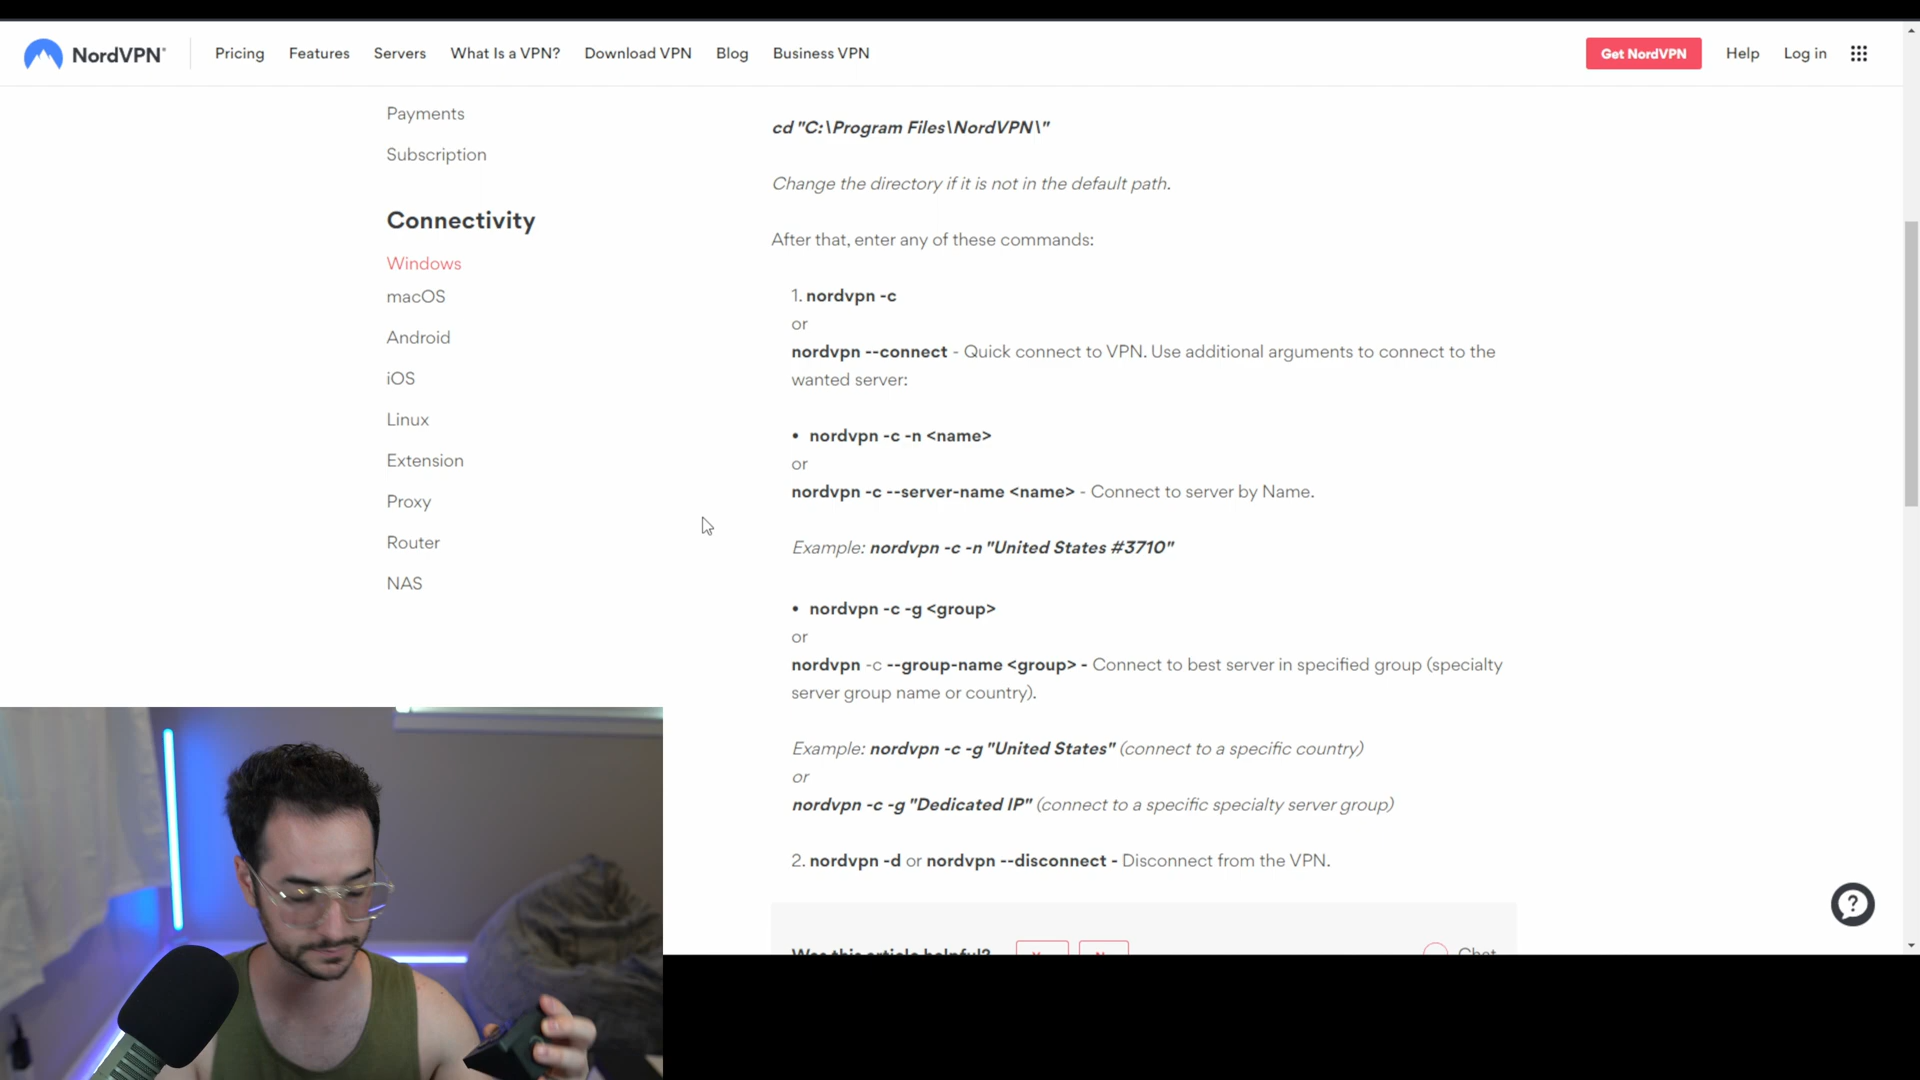 NordVPN®
Pricing
Features
Servers
What Is a VPN?
Download VPN
Blog
Business VPN
Get NordVPN
Help
Log in
Payments
Subscription
Connectivity
Windows
macOS
Android
iOS
Linux
Extension
Proxy
Router
NAS
cd "C:\Program Files\NordVPN\"
Change the directory if it is not in the default path.
After that, enter any of these commands:
1. nordvpn -c
or
nordvpn --connect - Quick connect to VPN. Use additional arguments to connect to the
wanted server:
• nordvpn -c -n <name>
or
nordvpn -c --server-name <name> - Connect to server by Name.
Example: nordvpn -c -n "United States #3710"
• nordvpn -c -g <group>
or
nordvpn -c --group-name <group> - Connect to best server in specified group (specialty
server group name or country).
Example: nordvpn -c -g "United States" (connect to a specific country)
or
nordvpn -c -g "Dedicated IP" (connect to a specific specialty server group)
2. nordvpn -d or nordvpn --disconnect - Disconnect from the VPN.
Was this article helpful?
Chat
?